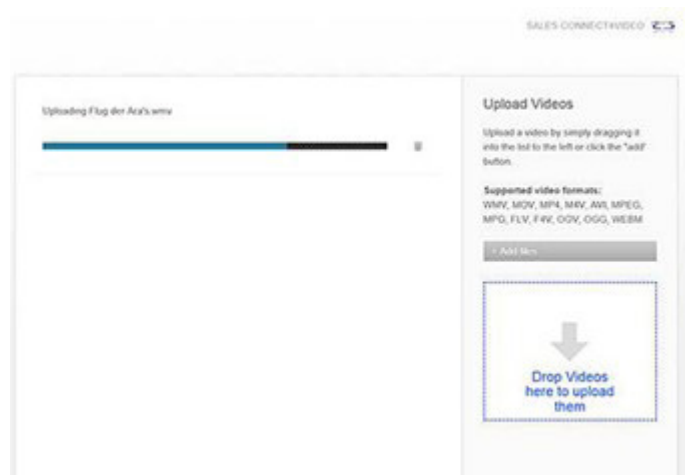 SALES CONNECT4VIDEO
Uploading Flug der Ara's.wmv
Upload Videos
Upload a video by simply dragging it
into the list to the left or click the "add"
button.
Supported video formats:
WMV, MOV, MP4, M4V, AVI, MPEG,
MPG, FLV, F4V, OGV, OGG, WEBM
+ Add files
Drop Videos
here to upload
them